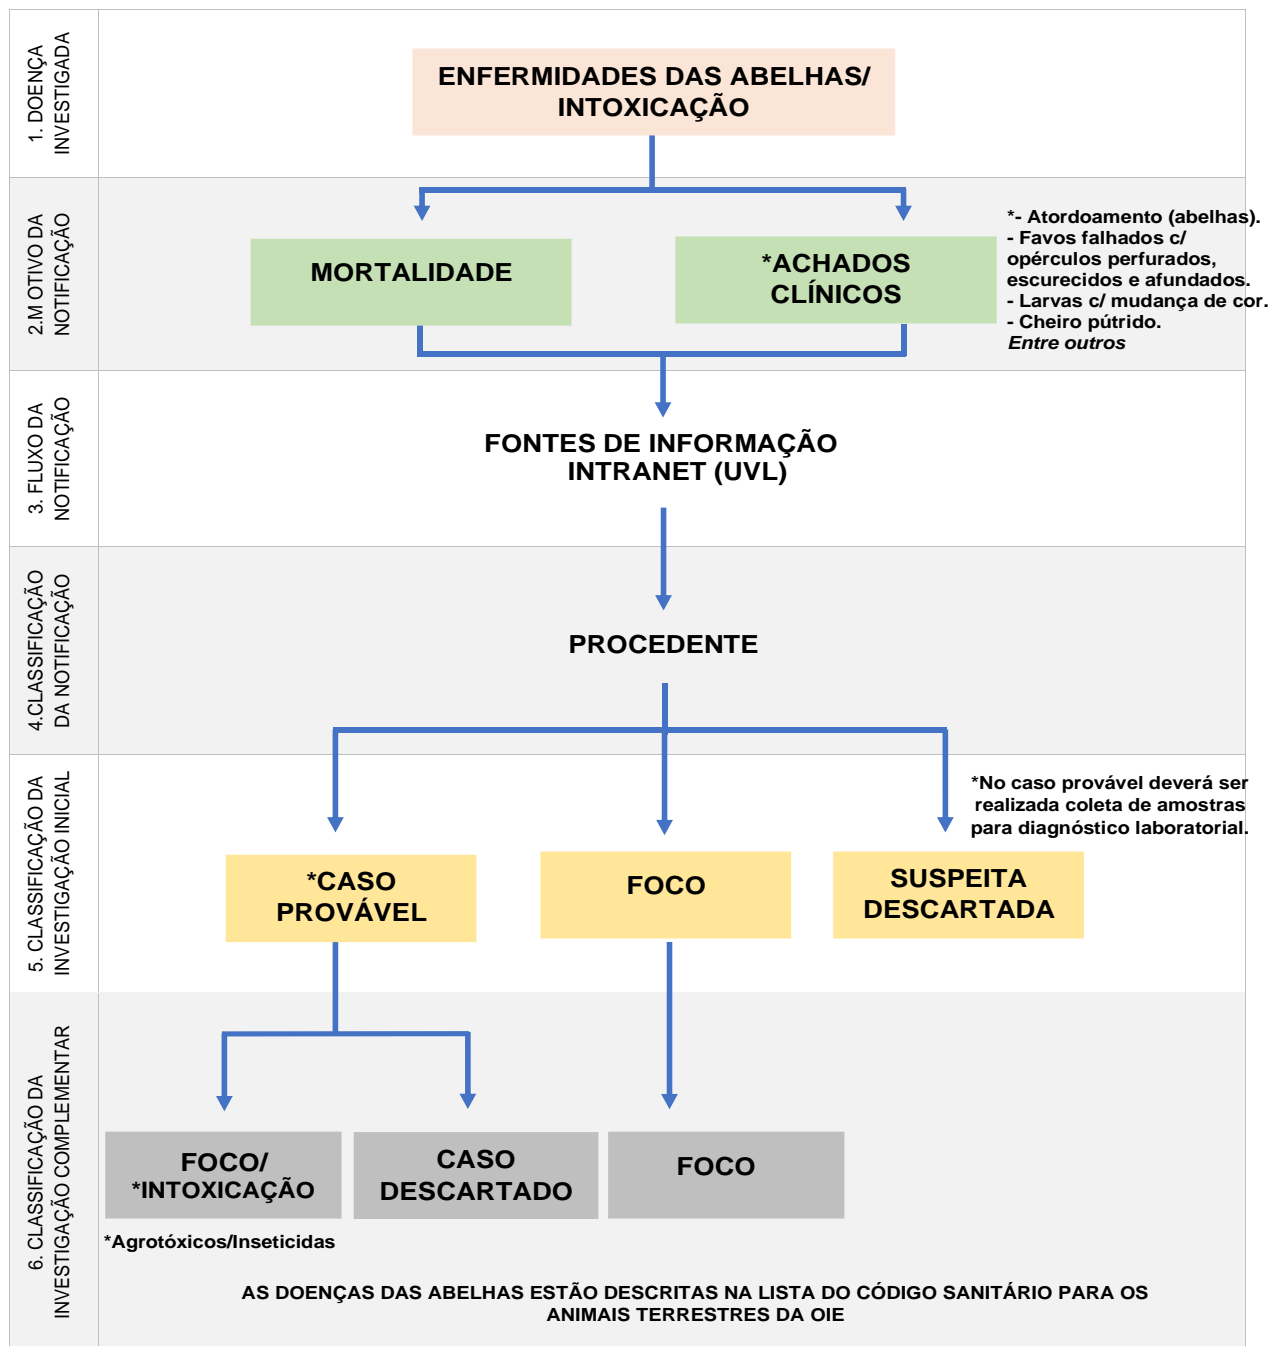 1. DOENÇA
INVESTIGADA
ENFERMIDADES DAS ABELHAS/
INTOXICAÇÃO
2.M OTIVO DA
NOTIFICAÇÃO
MORTALIDADE
*ACHADOS
CLÍNICOS
*- Atordoamento (abelhas).
- Favos falhados c/
opérculos perfurados,
escurecidos e afundados.
- Larvas c/ mudança de cor.
- Cheiro pútrido.
Entre outros
3. FLUXO DA
NOTIFICAÇÃO
FONTES DE INFORMAÇÃO
INTRANET (UVL)
4.CLASSIFICAÇÃO
DA NOTIFICAÇÃO
PROCEDENTE
5. CLASSIFICAÇÃO DA
INVESTIGAÇÃO INICIAL
*No caso provável deverá ser
realizada coleta de amostras
para diagnóstico laboratorial.
*CASO
PROVÁVEL
FOCO
SUSPEITA
DESCARTADA
6. CLASSIFICAÇÃO DA
INVESTIGAÇÃO COMPLEMENTAR
FOCO/
*INTOXICAÇÃO
CASO
DESCARTADO
FOCO
*Agrotóxicos/Inseticidas
AS DOENÇAS DAS ABELHAS ESTÃO DESCRITAS NA LISTA DO CÓDIGO SANITÁRIO PARA OS
ANIMAIS TERRESTRES DA OIE